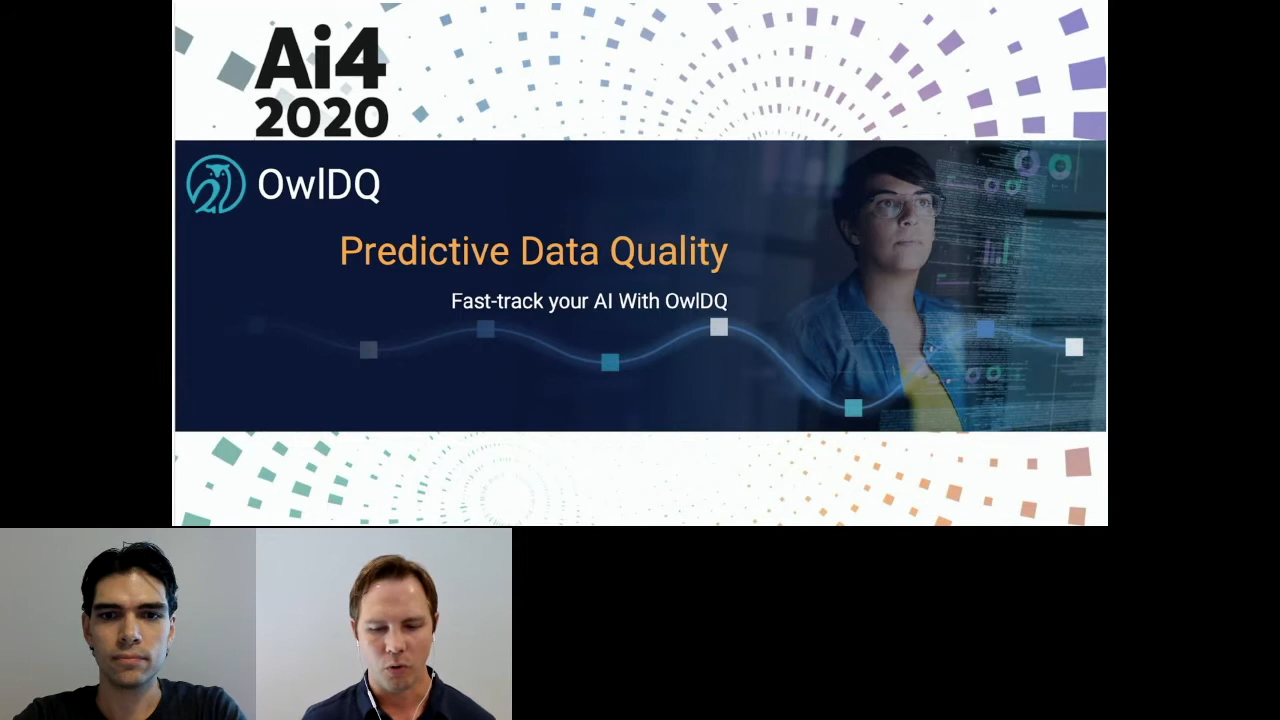 Ai4
2020
OwlDQ
Predictive Data Quality
Fast-track your AI With OwlDQ